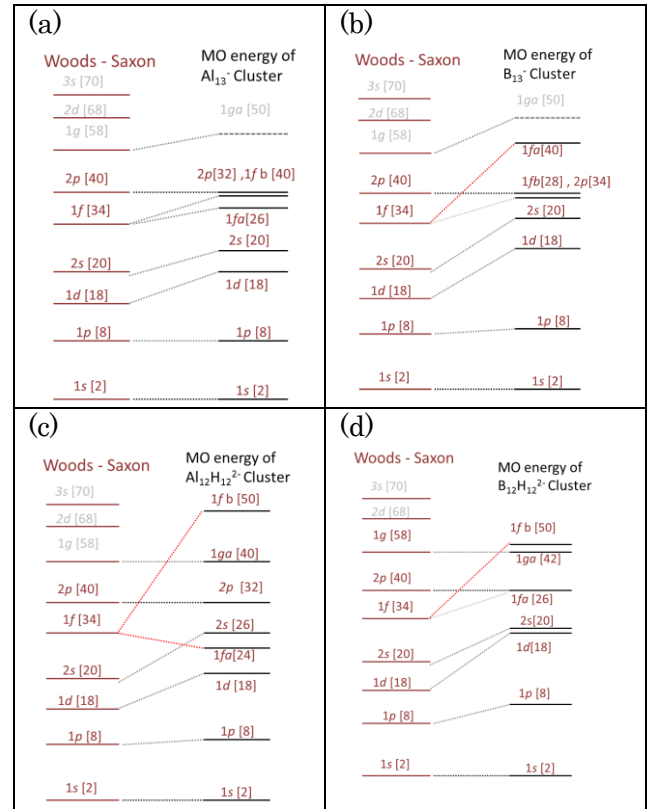 (a)
Woods - Saxon
MO energy of
Al13- Cluster
3s [70]
2d [68]
1g [58]
2p [40]
1f [34]
2s [20]
1d [18]
1p [8]
1s [2]
1ga [50]
2p[32] ,1f b [40]
1fa[26]
2s [20]
1d [18]
1p [8]
1s [2]
(b)
Woods - Saxon
MO energy of
B13- Cluster
3s [70]
2d [68]
1g [58]
2p [40]
1f [34]
2s [20]
1d [18]
1p [8]
1s [2]
1ga [50]
1fa[40]
1fb[28] , 2p[34]
2s [20]
1d [18]
1p [8]
1s [2]
(c)
Woods - Saxon
MO energy of
Al12H12 2- Cluster
3s [70]
2d [68]
1g [58]
2p [40]
1f [34]
2s [20]
1d [18]
1p [8]
1s [2]
1f b [50]
1ga [40]
2p [32]
2s [26]
1fa[24]
1d [18]
1p [8]
1s [2]
(d)
Woods - Saxon
MO energy of
B12H12 2- Cluster
3s [70]
2d [68]
1g [58]
2p [40]
1f [34]
2s [20]
1d [18]
1p [8]
1s [2]
1f b [50]
1ga [42]
1fa [26]
2s[20]
1d[18]
1p [8]
1s [2]